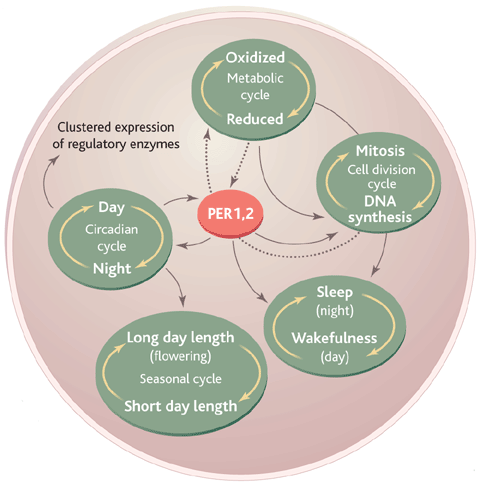 Oxidized
Metabolic
cycle
Reduced
Clustered expression
of regulatory enzymes
Mitosis
Cell division
cycle
DNA
synthesis
Day
Circadian
cycle
Night
PER1,2
Sleep
(night)
Wakefulness
(day)
Long day length
(flowering)
Seasonal cycle
Short day length